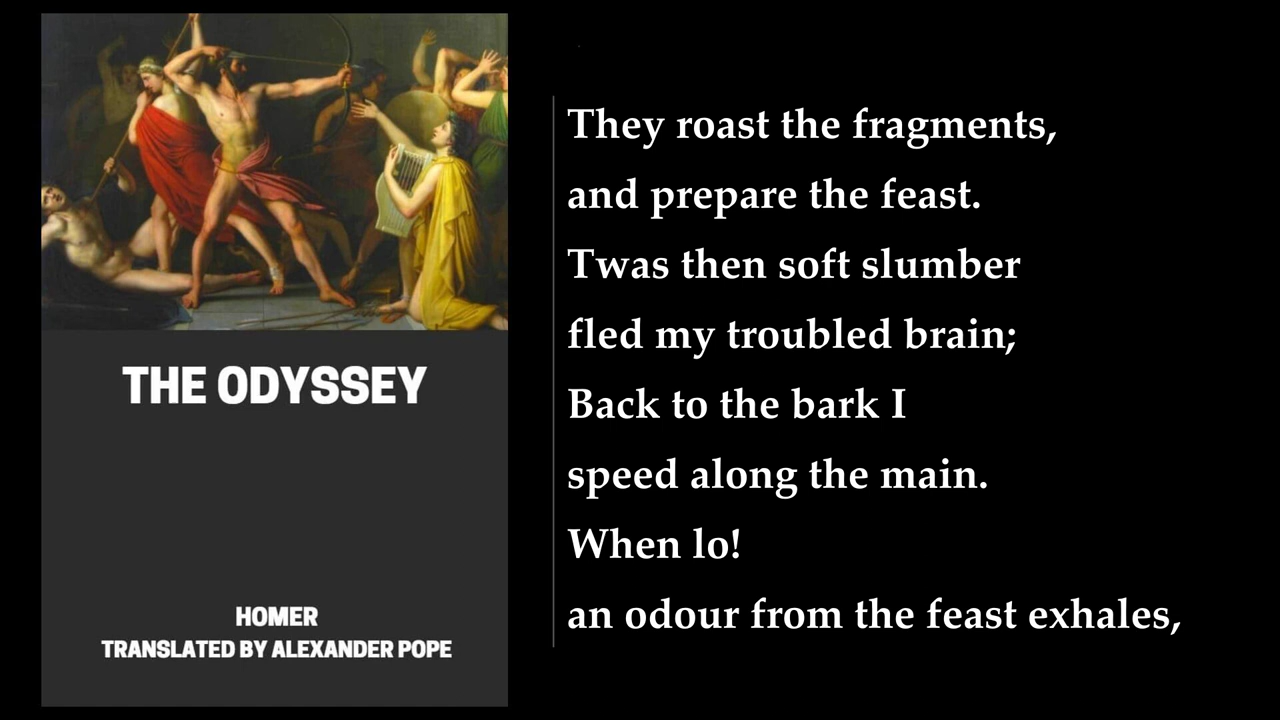 THE ODYSSEY
HOMER
TRANSLATED BY ALEXANDER POPE
They roast the fragments,
and prepare the feast.
Twas then soft slumber
fled my troubled brain;
Back to the bark I
speed along the main.
When lo!
an odour from the feast exhales,